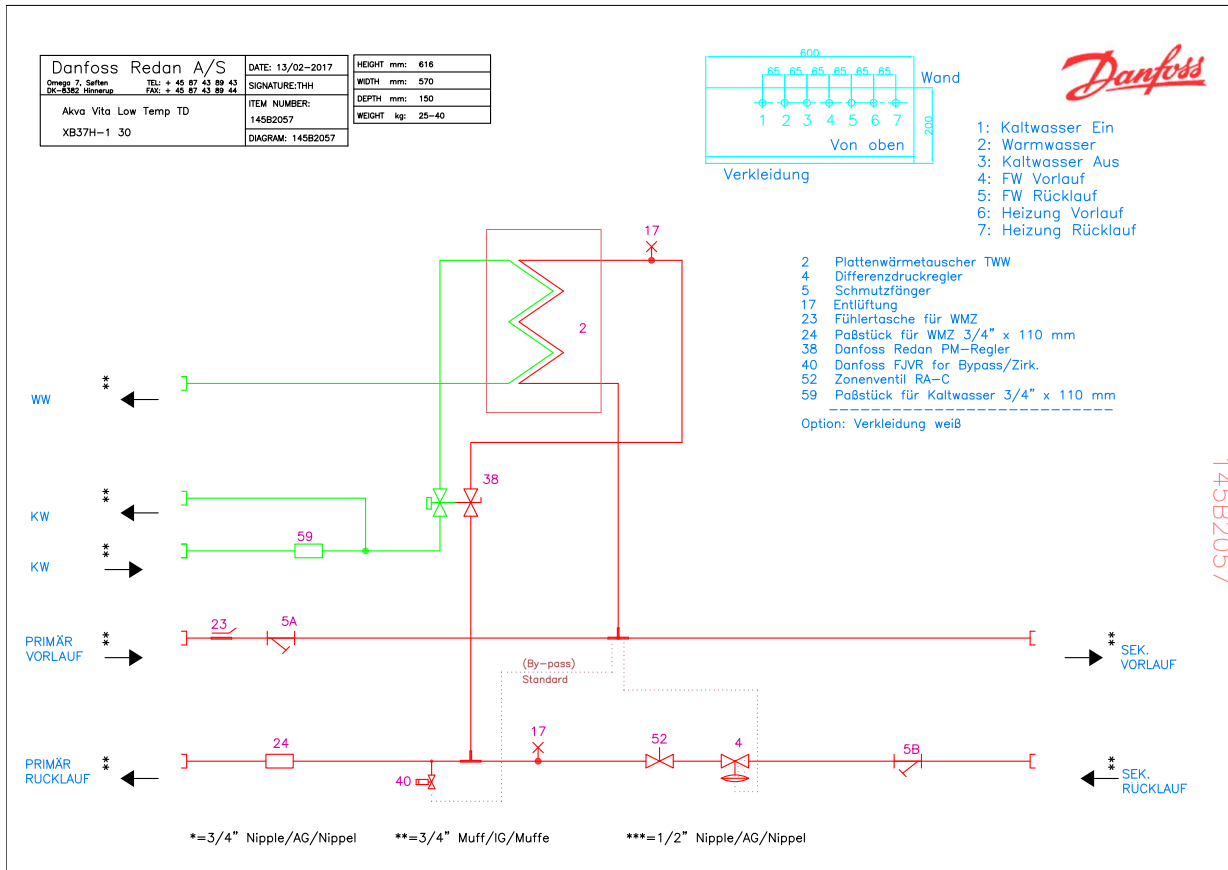 Danfoss Redan A/S
Omega 7, Søften
DK-8382 Hinnerup
TEL: + 45 87 43 89 43
FAX: + 45 87 43 89 44
Akva Vita Low Temp TD
XB37H-1 30
DATE: 13/02-2017
SIGNATURE:THH
ITEM NUMBER:
145B2057
DIAGRAM: 145B2057
HEIGHT mm: 616
WIDTH mm: 570
DEPTH mm: 150
WEIGHT kg: 25-40
600
65 65 65 65 65 65
Wand
1 2 3 4 5 6 7
200
Von oben
Verkleidung
Danfoss
1: Kaltwasser Ein
2: Warmwasser
3: Kaltwasser Aus
4: FW Vorlauf
5: FW Rücklauf
6: Heizung Vorlauf
7: Heizung Rücklauf
2 Plattenwärmetauscher TWW
4 Differenzdruckregler
5 Schmutzfänger
17 Entlüftung
23 Fühlertasche für WMZ
24 Paßstück für WMZ 3/4" x 110 mm
38 Danfoss Redan PM-Regler
40 Danfoss FJVR for Bypass/Zirk.
52 Zonenventil RA-C
59 Paßstück für Kaltwasser 3/4" x 110 mm
Option: Verkleidung weiß
145B2057
17
2
**
WW
38
**
KW
59
**
KW
23
5A
**
PRIMÄR
VORLAUF
**
SEK.
VORLAUF
(By-pass)
Standard
17
24
52
4
5B
40
**
PRIMÄR
RUCKLAUF
**
SEK.
RÜCKLAUF
*=3/4" Nipple/AG/Nippel
**=3/4" Muff/IG/Muffe
***=1/2" Nipple/AG/Nippel